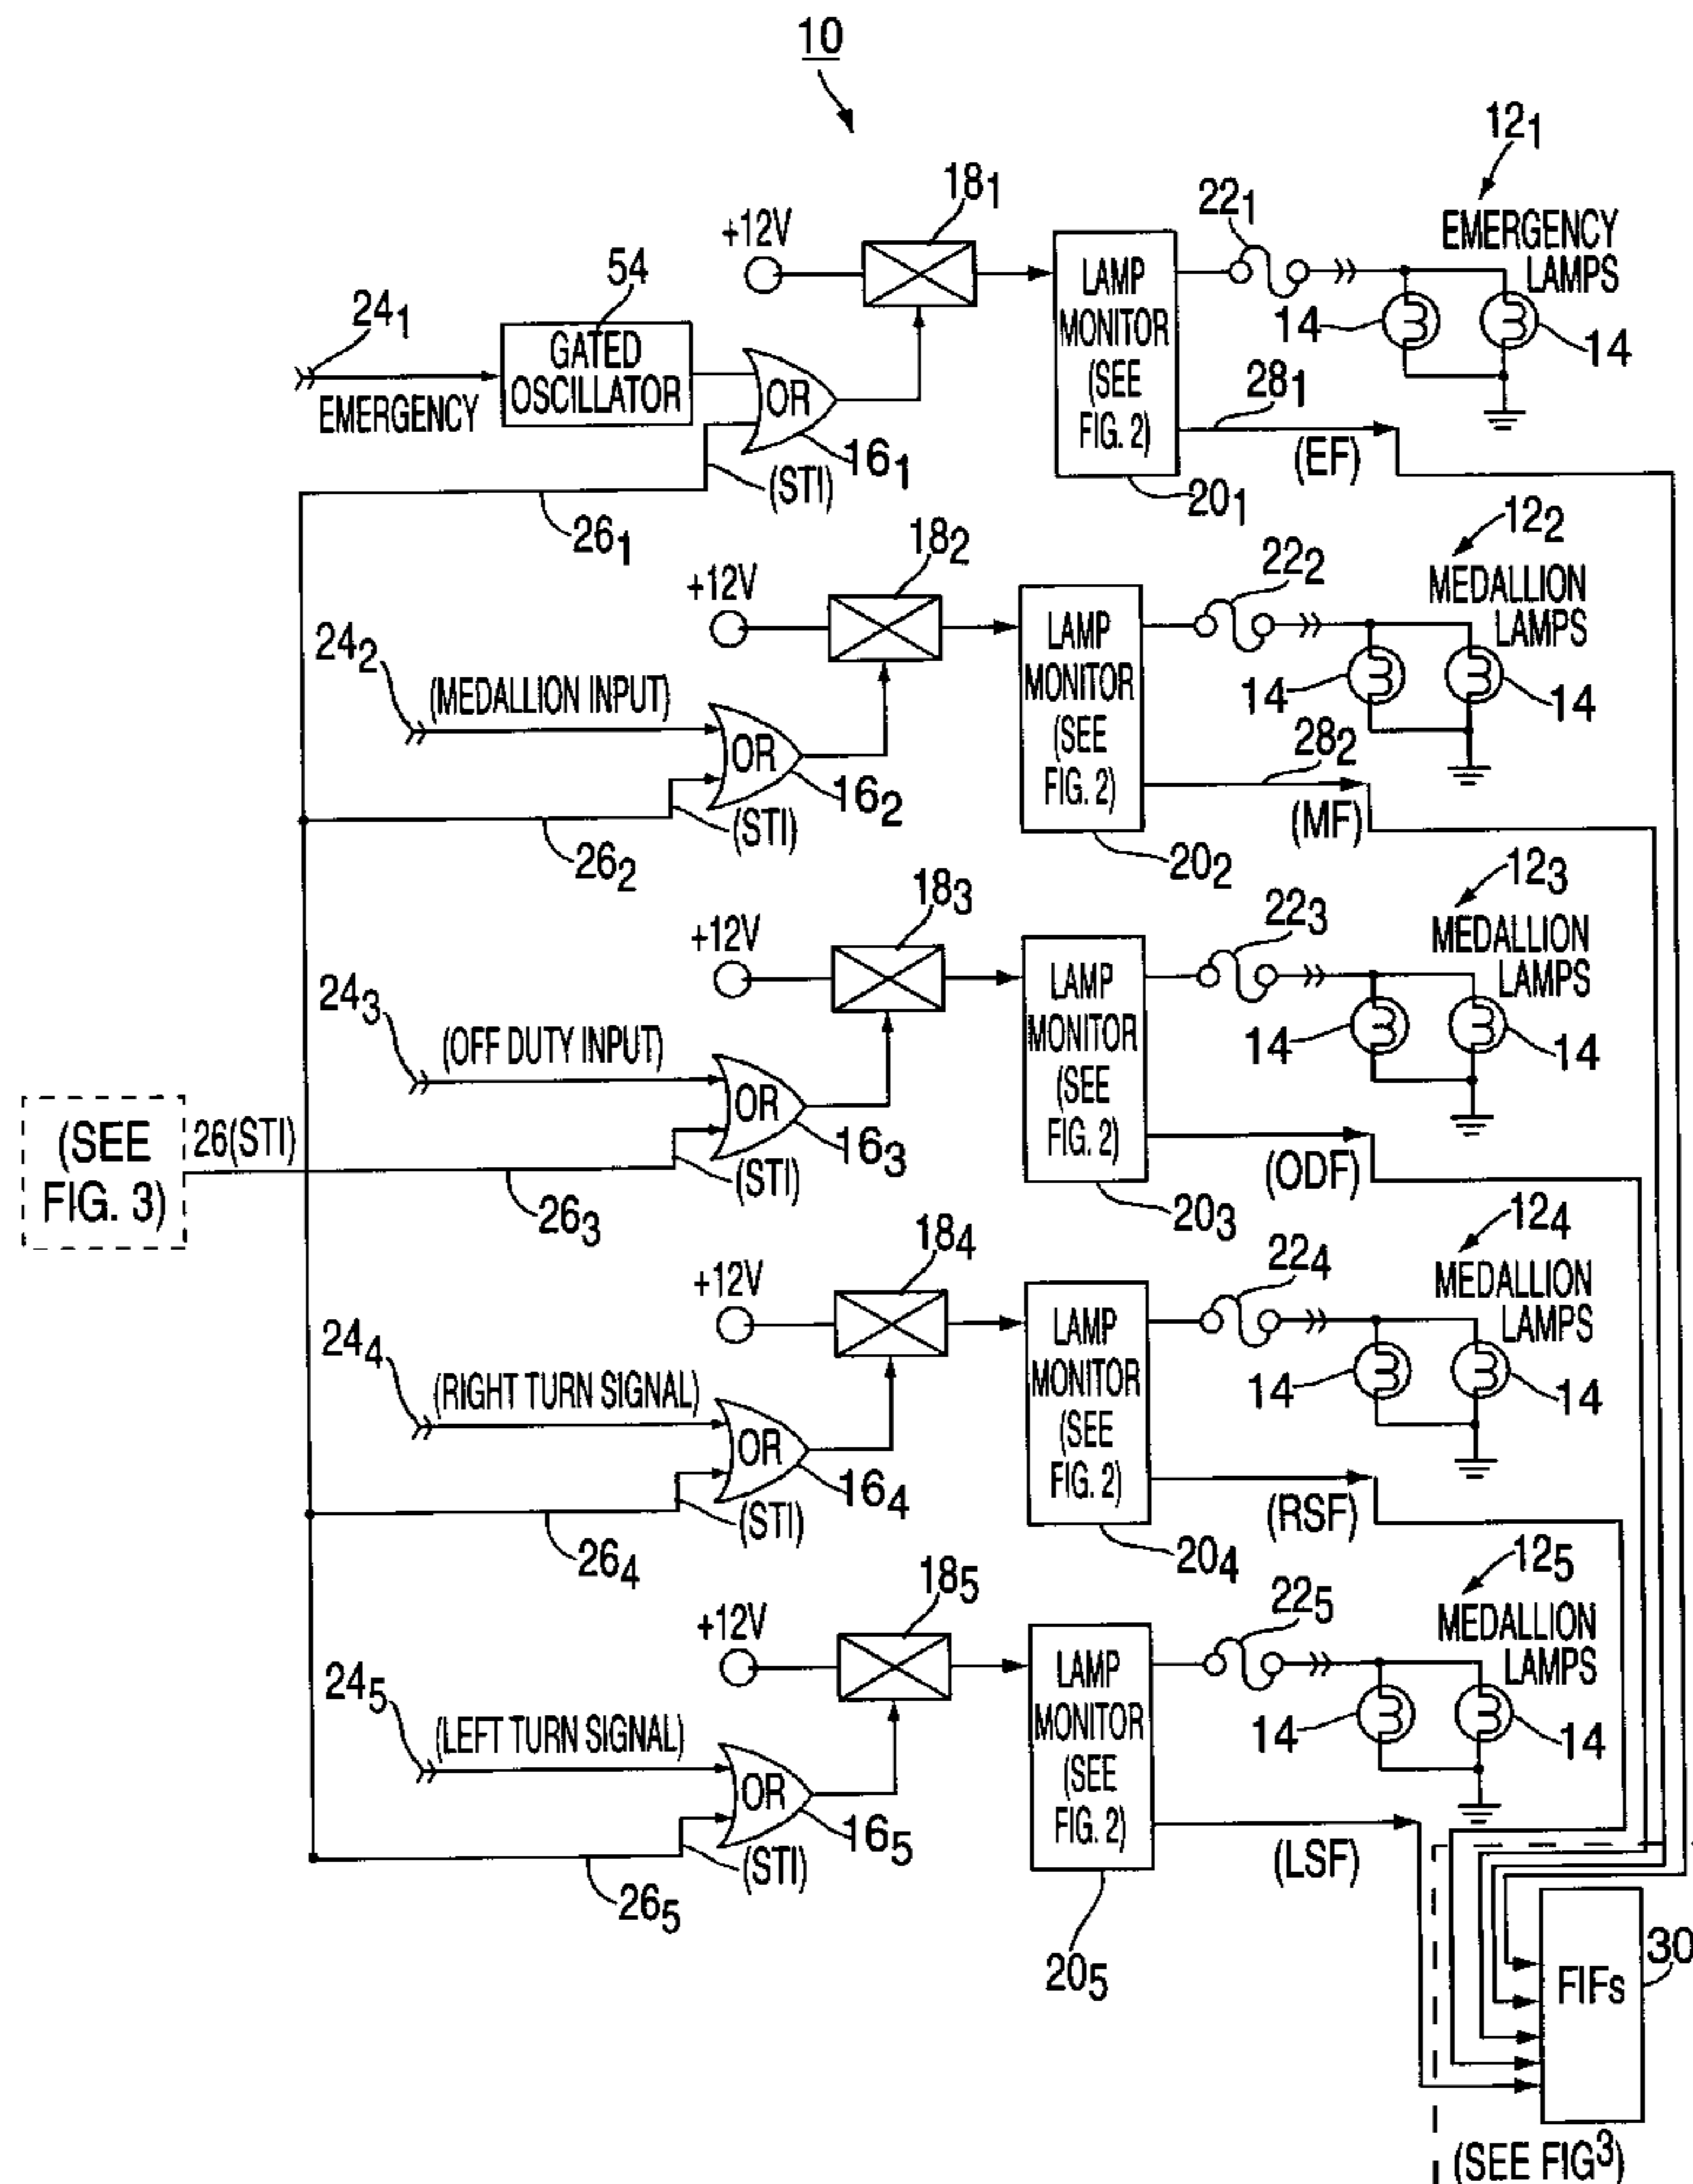 10
12₁
EMERGENCY
LAMPS
18₁
22₁
+12V
LAMP
MONITOR
(SEE
FIG. 2)
54
24₁
GATED
OSCILLATOR
EMERGENCY
OR
16₁
(STI)
14
14
28₁
(EF)
20₁
26₁
12₂
MEDALLION
LAMPS
18₂
22₂
+12V
LAMP
MONITOR
(SEE
FIG. 2)
24₂
(MEDALLION INPUT)
OR
16₂
(STI)
14
14
28₂
(MF)
20₂
26₂
12₃
MEDALLION
LAMPS
18₃
22₃
+12V
LAMP
MONITOR
(SEE
FIG. 2)
24₃
(OFF DUTY INPUT)
OR
16₃
(STI)
14
14
(ODF)
20₃
(SEE
FIG. 3)
26(STI)
26₃
12₄
MEDALLION
LAMPS
18₄
22₄
+12V
LAMP
MONITOR
(SEE
FIG. 2)
24₄
(RIGHT TURN SIGNAL)
OR
16₄
(STI)
14
14
(RSF)
20₄
26₄
12₅
MEDALLION
LAMPS
18₅
22₅
+12V
LAMP
MONITOR
(SEE
FIG. 2)
24₅
(LEFT TURN SIGNAL)
OR
16₅
(STI)
14
14
(LSF)
20₅
26₅
FIFs
30
(SEE FIG3)